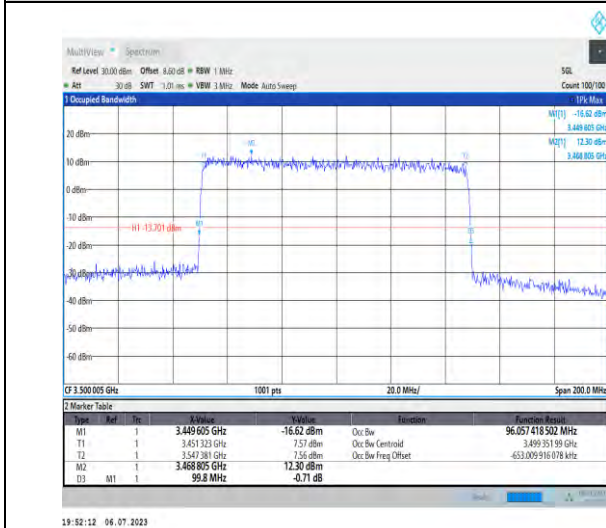 MultiView Spectrum
Ref Level 30.00 dBm Offset 8.60 dB RBW 1 MHz SGL
Att 30 dB SWT 1.01 ms VBW 3 MHz Mode Auto Sweep Count 100/100
1 Occupied Bandwidth 1Pk Max
M1[1] -16.62 dBm
3.449 605 GHz
M2[1] 12.30 dBm
3.468 805 GHz
20 dBm
T1 M2 T2
10 dBm
0 dBm
-10 dBm
M1
H1 -13.701 dBm
D3
-20 dBm
-30 dBm
-40 dBm
-50 dBm
-60 dBm
CF 3.500 005 GHz 1001 pts 20.0 MHz/ Span 200.0 MHz
2 Marker Table
Type Ref Trc X-Value Y-Value Function Function Result
M1 1 3.449 605 GHz -16.62 dBm Occ Bw 96.057 418 502 MHz
T1 1 3.451 323 GHz 7.57 dBm Occ Bw Centroid 3.499 351 99 GHz
T2 1 3.547 381 GHz 7.56 dBm Occ Bw Freq Offset -653.009 916 078 kHz
M2 1 3.468 805 GHz 12.30 dBm
D3 M1 1 99.8 MHz -0.71 dB
19:52:12 06.07.2023